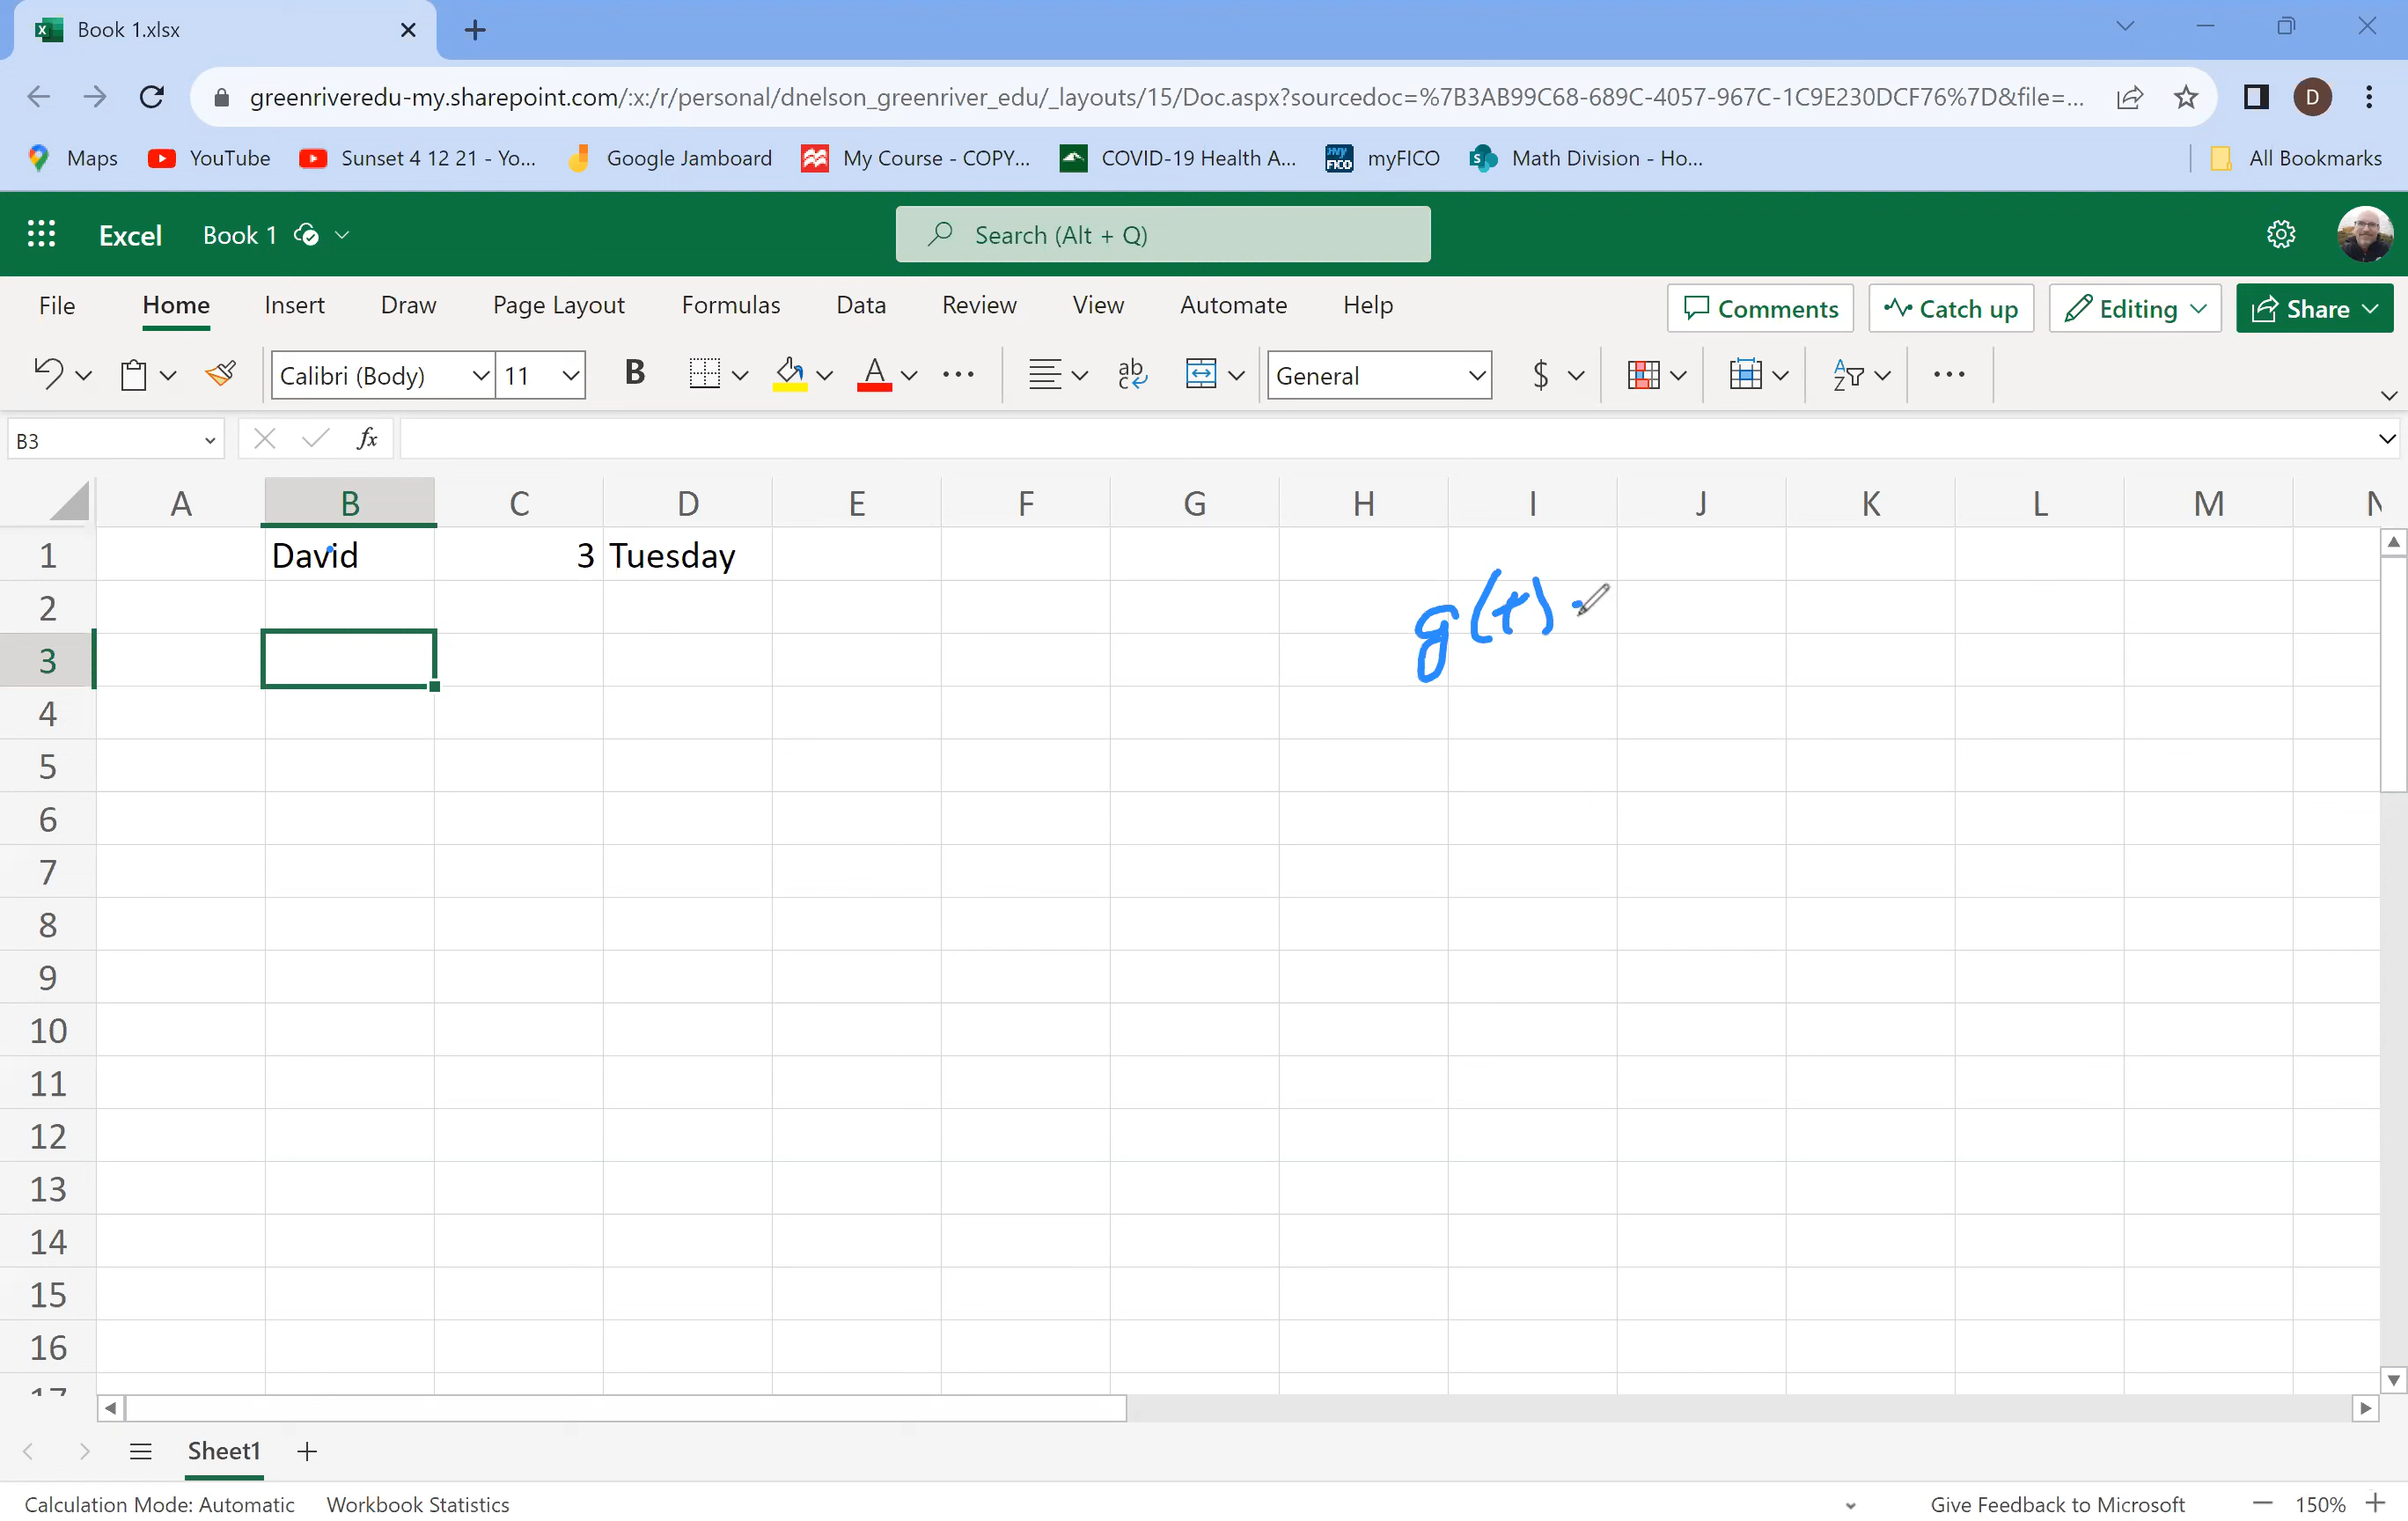 Book 1.xlsx
greenriveredu-my.sharepoint.com/:x:/r/personal/dnelson_greenriver_edu/_layouts/15/Doc.aspx?sourcedoc=%7B3AB99C68-689C-4057-967C-1C9E230DCF76%7D&file=... D
Maps YouTube Sunset 4 12 21 - Yo... Google Jamboard My Course - COPY... COVID-19 Health A... myFICO Math Division - Ho... All Bookmarks
Excel Book 1 Search (Alt + Q)
File Home Insert Draw Page Layout Formulas Data Review View Automate Help Comments Catch up Editing Share
Calibri (Body) 11 B A ab c General $ A Z
B3 fx
A B C D E F G H I J K L M N
1 David 3 Tuesday
2 g(t)
3
4
5
6
7
8
9
10
11
12
13
14
15
16
17
Sheet1
Calculation Mode: Automatic Workbook Statistics Give Feedback to Microsoft 150%